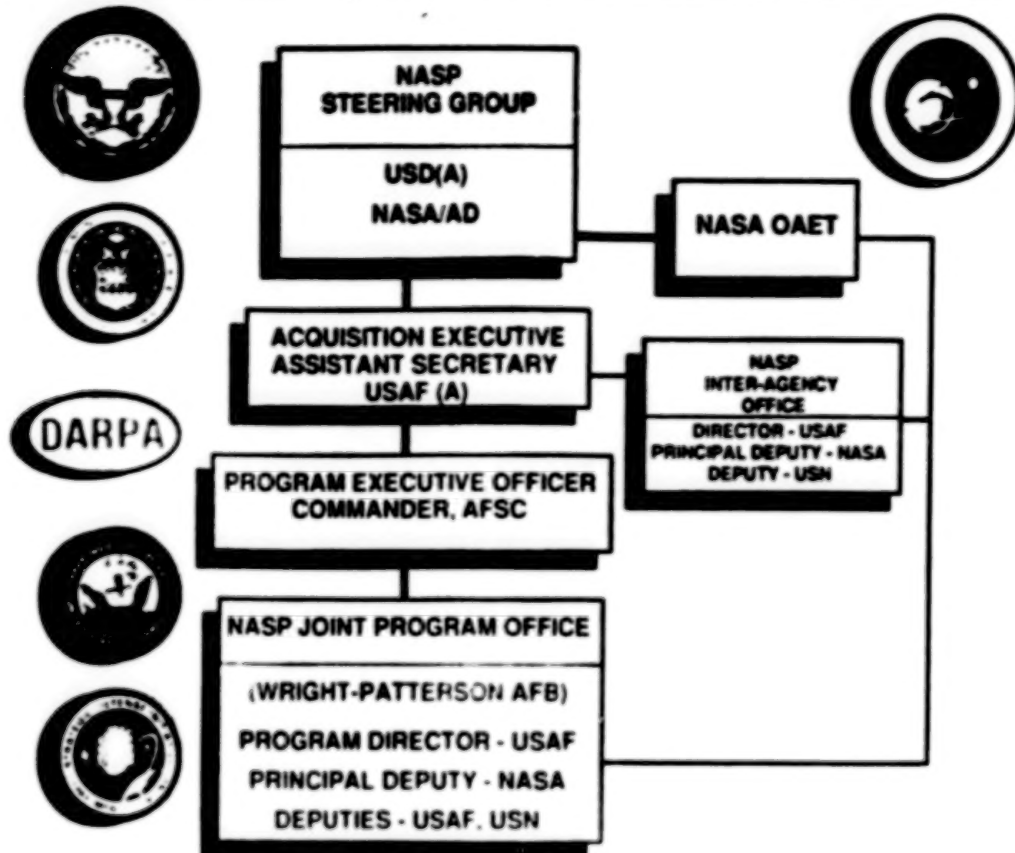 NASP
STEERING GROUP
USD(A)
NASA/AD
NASA OAET
ACQUISITION EXECUTIVE
ASSISTANT SECRETARY
USAF (A)
NASP
INTER-AGENCY
OFFICE
DIRECTOR - USAF
PRINCIPAL DEPUTY - NASA
DEPUTY - USN
DARPA
PROGRAM EXECUTIVE OFFICER
COMMANDER, AFSC
NASP JOINT PROGRAM OFFICE
(WRIGHT-PATTERSON AFB)
PROGRAM DIRECTOR - USAF
PRINCIPAL DEPUTY - NASA
DEPUTIES - USAF, USN